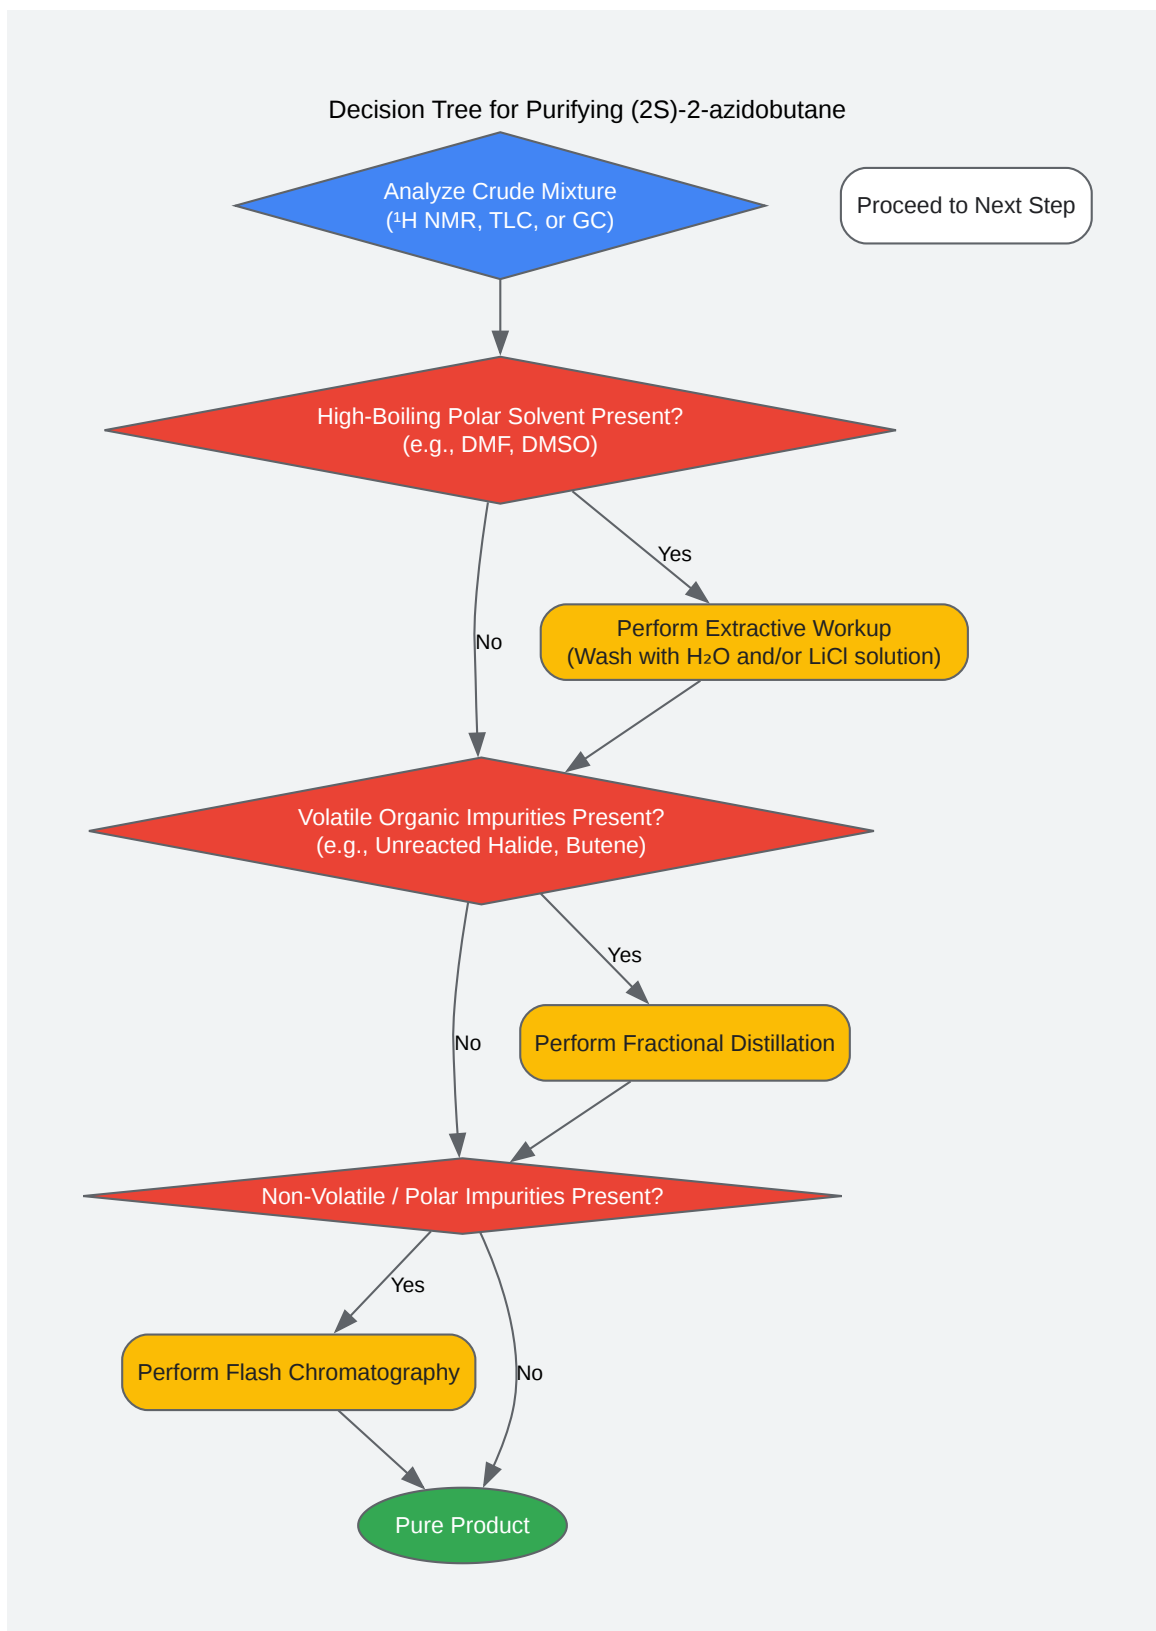 Decision Tree for Purifying (2S)-2-azidobutane
Analyze Crude Mixture
(¹H NMR, TLC, or GC)
Proceed to Next Step
High-Boiling Polar Solvent Present?
(e.g., DMF, DMSO)
Yes
No
Perform Extractive Workup
(Wash with H₂O and/or LiCl solution)
Volatile Organic Impurities Present?
(e.g., Unreacted Halide, Butene)
Yes
No
Perform Fractional Distillation
Non-Volatile / Polar Impurities Present?
Yes
Perform Flash Chromatography
No
Pure Product